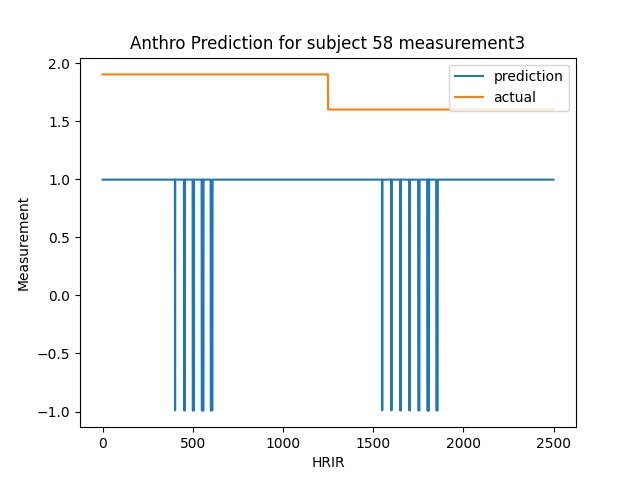 Anthro Prediction for subject 58 measurement3
prediction
actual
2.0
1.5
1.0
0.5
0.0
−0.5
−1.0
Measurement
0 500 1000 1500 2000 2500
HRIR